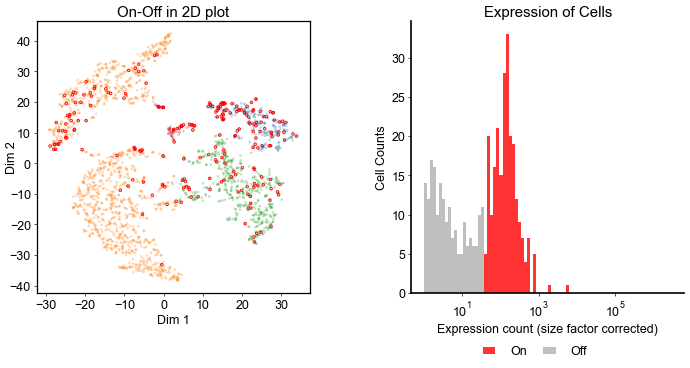 On-Off in 2D plot
40
30
20
10
0
−10
−20
−30
−40
Dim 2
−30 −20 −10 0 10 20 30
Dim 1
Expression of Cells
30
25
20
15
10
5
0
Cell Counts
10^1 10^3 10^5
Expression count (size factor corrected)
On Off